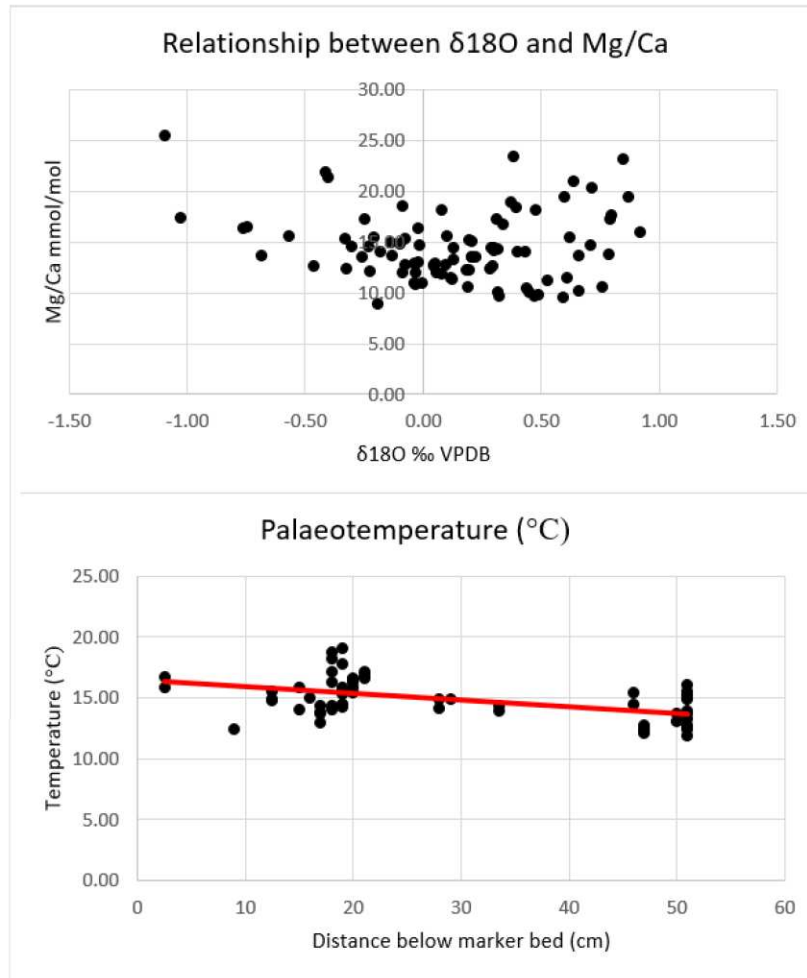 Relationship between δ18O and Mg/Ca
30.00
25.00
20.00
15.00
10.00
5.00
0.00
-1.50 -1.00 -0.50 0.00 0.50 1.00 1.50
Mg/Ca mmol/mol
δ18O ‰ VPDB
Palaeotemperature (°C)
25.00
20.00
15.00
10.00
5.00
0.00
0 10 20 30 40 50 60
Temperature (°C)
Distance below marker bed (cm)